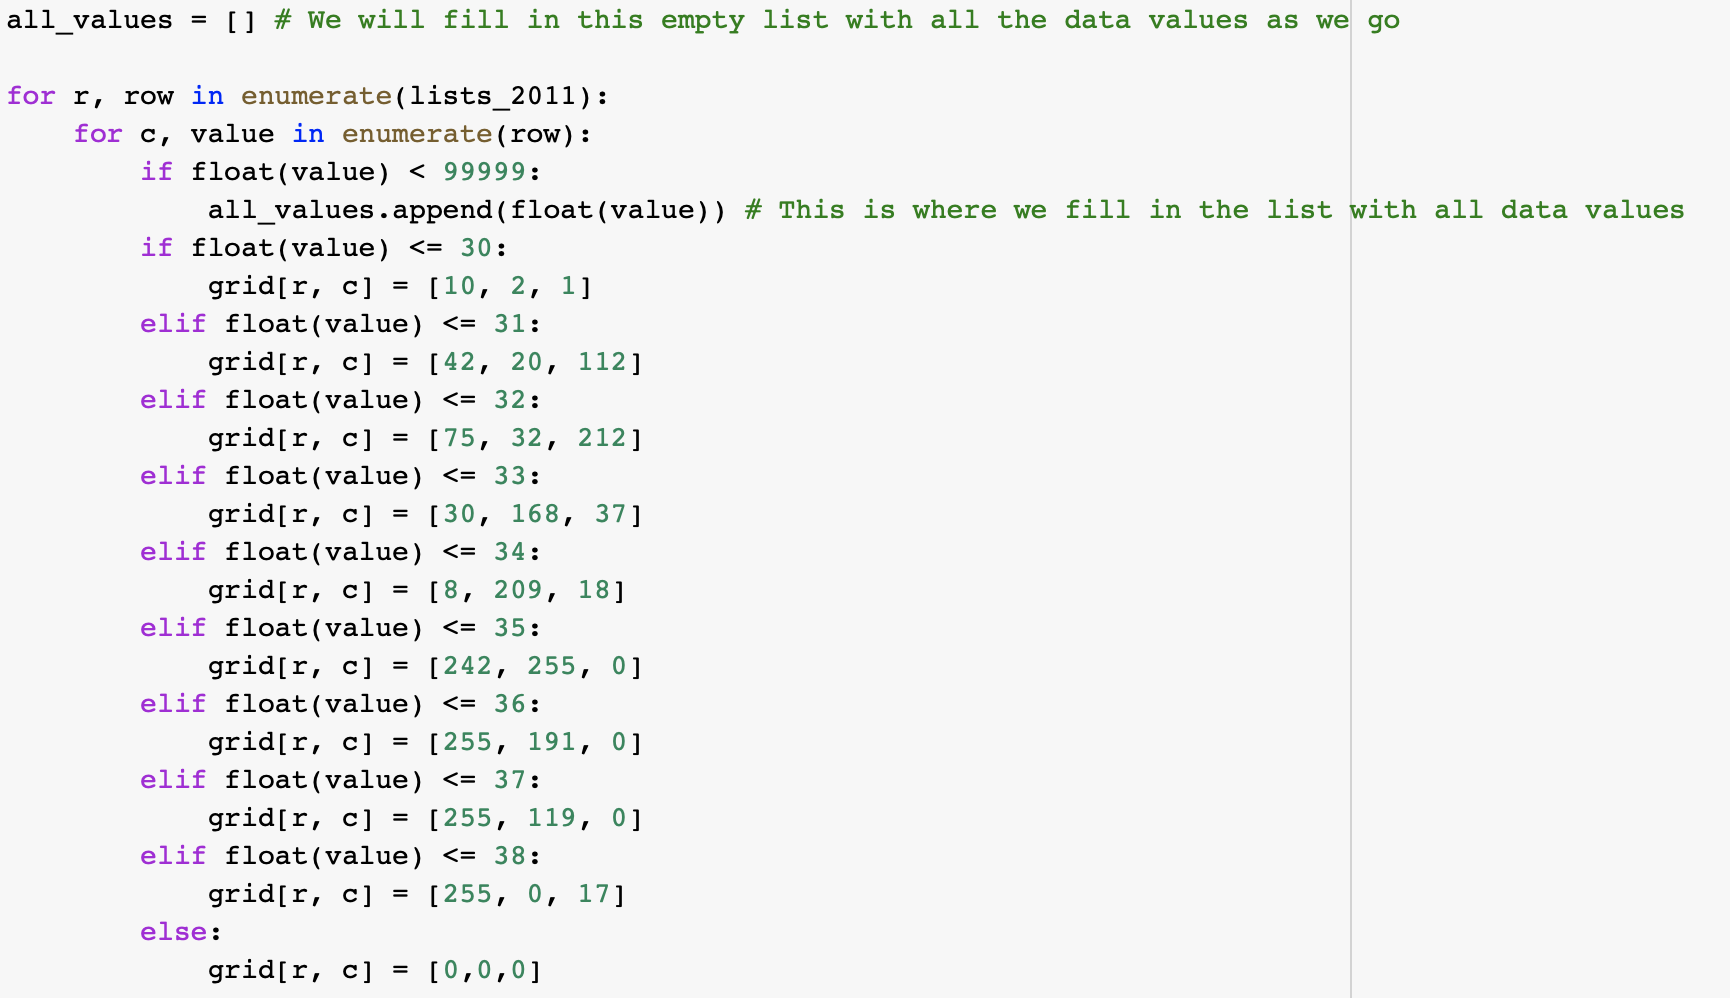 all_values = [] # We will fill in this empty list with all the data values as we go

for r, row in enumerate(lists_2011):
    for c, value in enumerate(row):
        if float(value) < 99999:
            all_values.append(float(value)) # This is where we fill in the list with all data values
        if float(value) <= 30:
            grid[r, c] = [10, 2, 1]
        elif float(value) <= 31:
            grid[r, c] = [42, 20, 112]
        elif float(value) <= 32:
            grid[r, c] = [75, 32, 212]
        elif float(value) <= 33:
            grid[r, c] = [30, 168, 37]
        elif float(value) <= 34:
            grid[r, c] = [8, 209, 18]
        elif float(value) <= 35:
            grid[r, c] = [242, 255, 0]
        elif float(value) <= 36:
            grid[r, c] = [255, 191, 0]
        elif float(value) <= 37:
            grid[r, c] = [255, 119, 0]
        elif float(value) <= 38:
            grid[r, c] = [255, 0, 17]
        else:
            grid[r, c] = [0,0,0]